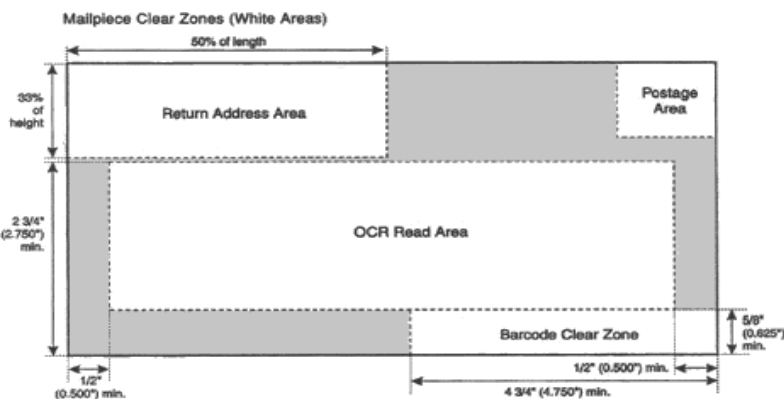 Mailpiece Clear Zones (White Areas)
50% of length
33%
of
height
Return Address Area
Postage
Area
2 3/4"
(2.750")
min.
OCR Read Area
Barcode Clear Zone
5/8"
(0.625")
min.
1/2"
(0.500") min.
1/2" (0.500") min.
4 3/4" (4.750") min.